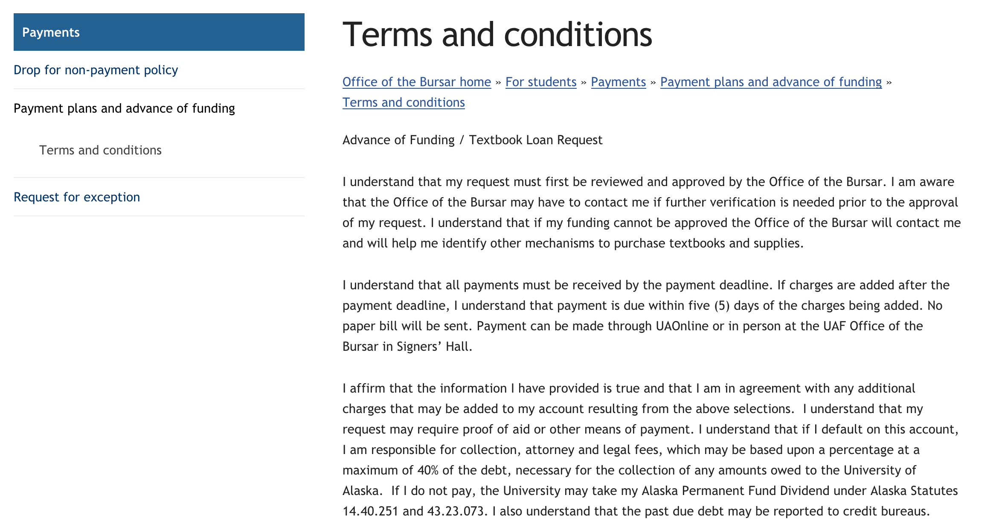 Payments
Drop for non-payment policy
Payment plans and advance of funding
Terms and conditions
Request for exception
Terms and conditions
Office of the Bursar home » For students » Payments » Payment plans and advance of funding »
Terms and conditions
Advance of Funding / Textbook Loan Request
I understand that my request must first be reviewed and approved by the Office of the Bursar. I am aware
that the Office of the Bursar may have to contact me if further verification is needed prior to the approval
of my request. I understand that if my funding cannot be approved the Office of the Bursar will contact me
and will help me identify other mechanisms to purchase textbooks and supplies.
I understand that all payments must be received by the payment deadline. If charges are added after the
payment deadline, I understand that payment is due within five (5) days of the charges being added. No
paper bill will be sent. Payment can be made through UAOnline or in person at the UAF Office of the
Bursar in Signers’ Hall.
I affirm that the information I have provided is true and that I am in agreement with any additional
charges that may be added to my account resulting from the above selections.  I understand that my
request may require proof of aid or other means of payment. I understand that if I default on this account,
I am responsible for collection, attorney and legal fees, which may be based upon a percentage at a
maximum of 40% of the debt, necessary for the collection of any amounts owed to the University of
Alaska.  If I do not pay, the University may take my Alaska Permanent Fund Dividend under Alaska Statutes
14.40.251 and 43.23.073. I also understand that the past due debt may be reported to credit bureaus.